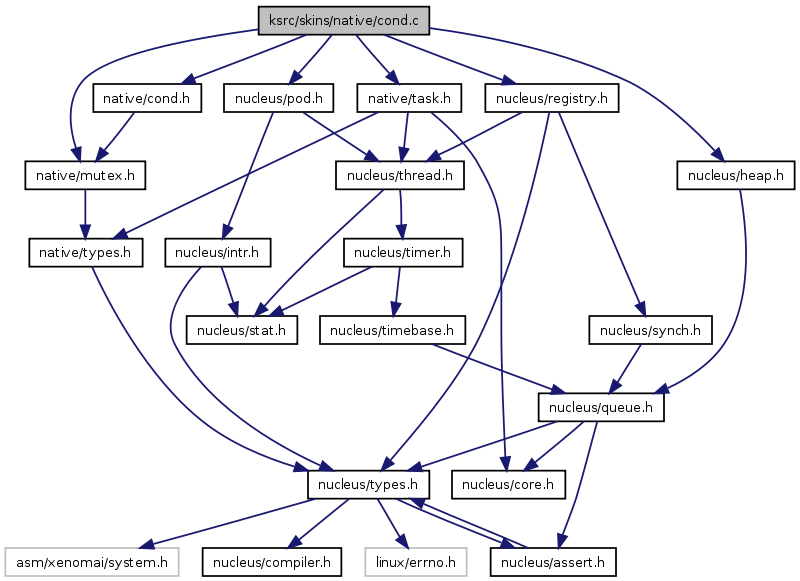 ksrc/skins/native/cond.c
native/cond.h
nucleus/pod.h
native/task.h
nucleus/registry.h
native/mutex.h
nucleus/thread.h
nucleus/heap.h
native/types.h
nucleus/intr.h
nucleus/timer.h
nucleus/stat.h
nucleus/timebase.h
nucleus/synch.h
nucleus/queue.h
nucleus/types.h
nucleus/core.h
asm/xenomai/system.h
nucleus/compiler.h
linux/errno.h
nucleus/assert.h